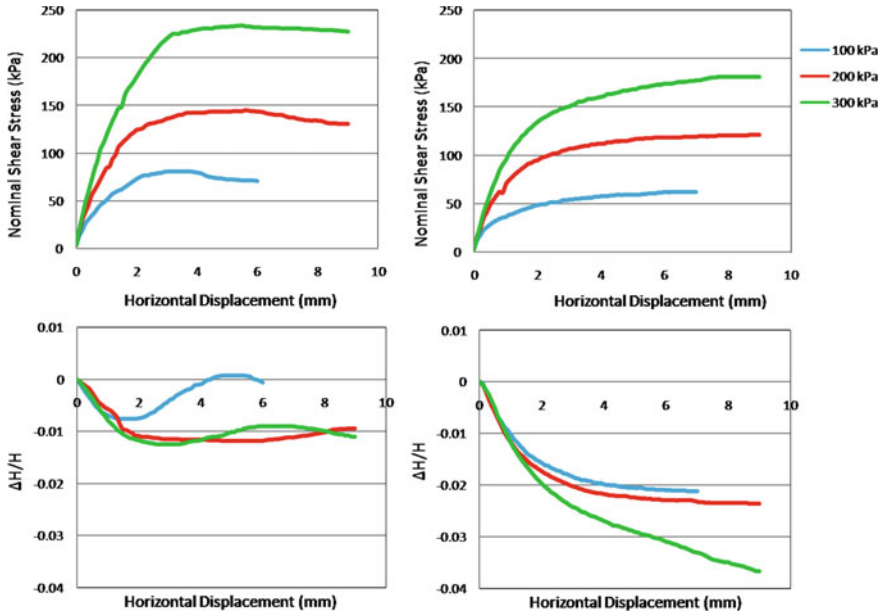 250
200
150
100
50
0
Nominal Shear Stress (kPa)
0 2 4 6 8 10
Horizontal Displacement (mm)
250
200
150
100
50
0
Nominal Shear Stress (kPa)
0 2 4 6 8 10
Horizontal Displacement (mm)
100 kPa
200 kPa
300 kPa
0.01
0
-0.01
-0.02
-0.03
-0.04
ΔH/H
0 2 4 6 8 10
Horizontal Displacement (mm)
0.01
0
-0.01
-0.02
-0.03
-0.04
ΔH/H
0 2 4 6 8 10
Horizontal Displacement (mm)